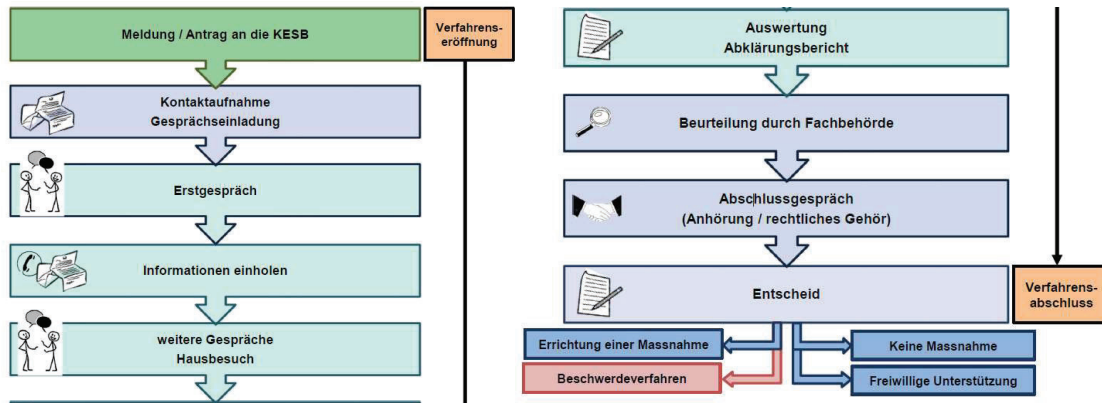 Meldung / Antrag an die KESB
Verfahrens-
eröffnung
Kontaktaufnahme
Gesprächseinladung
Erstgespräch
Informationen einholen
weitere Gespräche
Hausbesuch
Auswertung
Abklärungsbericht
Beurteilung durch Fachbehörde
Abschlussgespräch
(Anhörung / rechtliches Gehör)
Entscheid
Verfahrens-
abschluss
Errichtung einer Massnahme
Keine Massnahme
Beschwerdeverfahren
Freiwillige Unterstützung